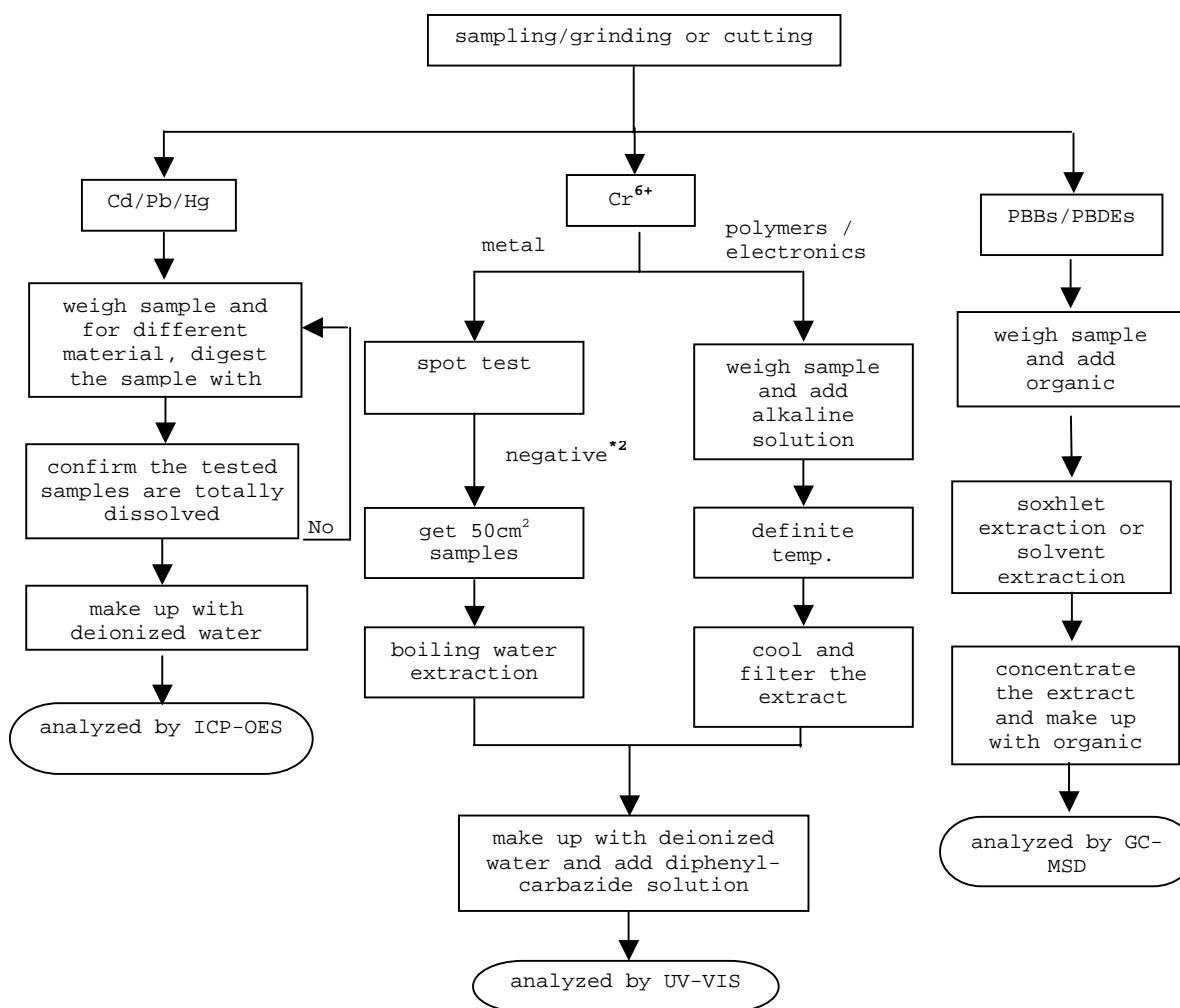 sampling/grinding or cutting
Cd/Pb/Hg
weigh sample and
for different
material, digest
the sample with
confirm the tested
samples are totally
dissolved
No
make up with
deionized water
analyzed by ICP-OES
Cr6+
metal
polymers /
electronics
spot test
negative*2
get 50cm2
samples
boiling water
extraction
weigh sample
and add
alkaline
solution
definite
temp.
cool and
filter the
extract
make up with deionized
water and add diphenyl-
carbazide solution
analyzed by UV-VIS
PBBs/PBDEs
weigh sample
and add
organic
soxhlet
extraction or
solvent
extraction
concentrate
the extract
and make up
with organic
analyzed by GC-
MSD